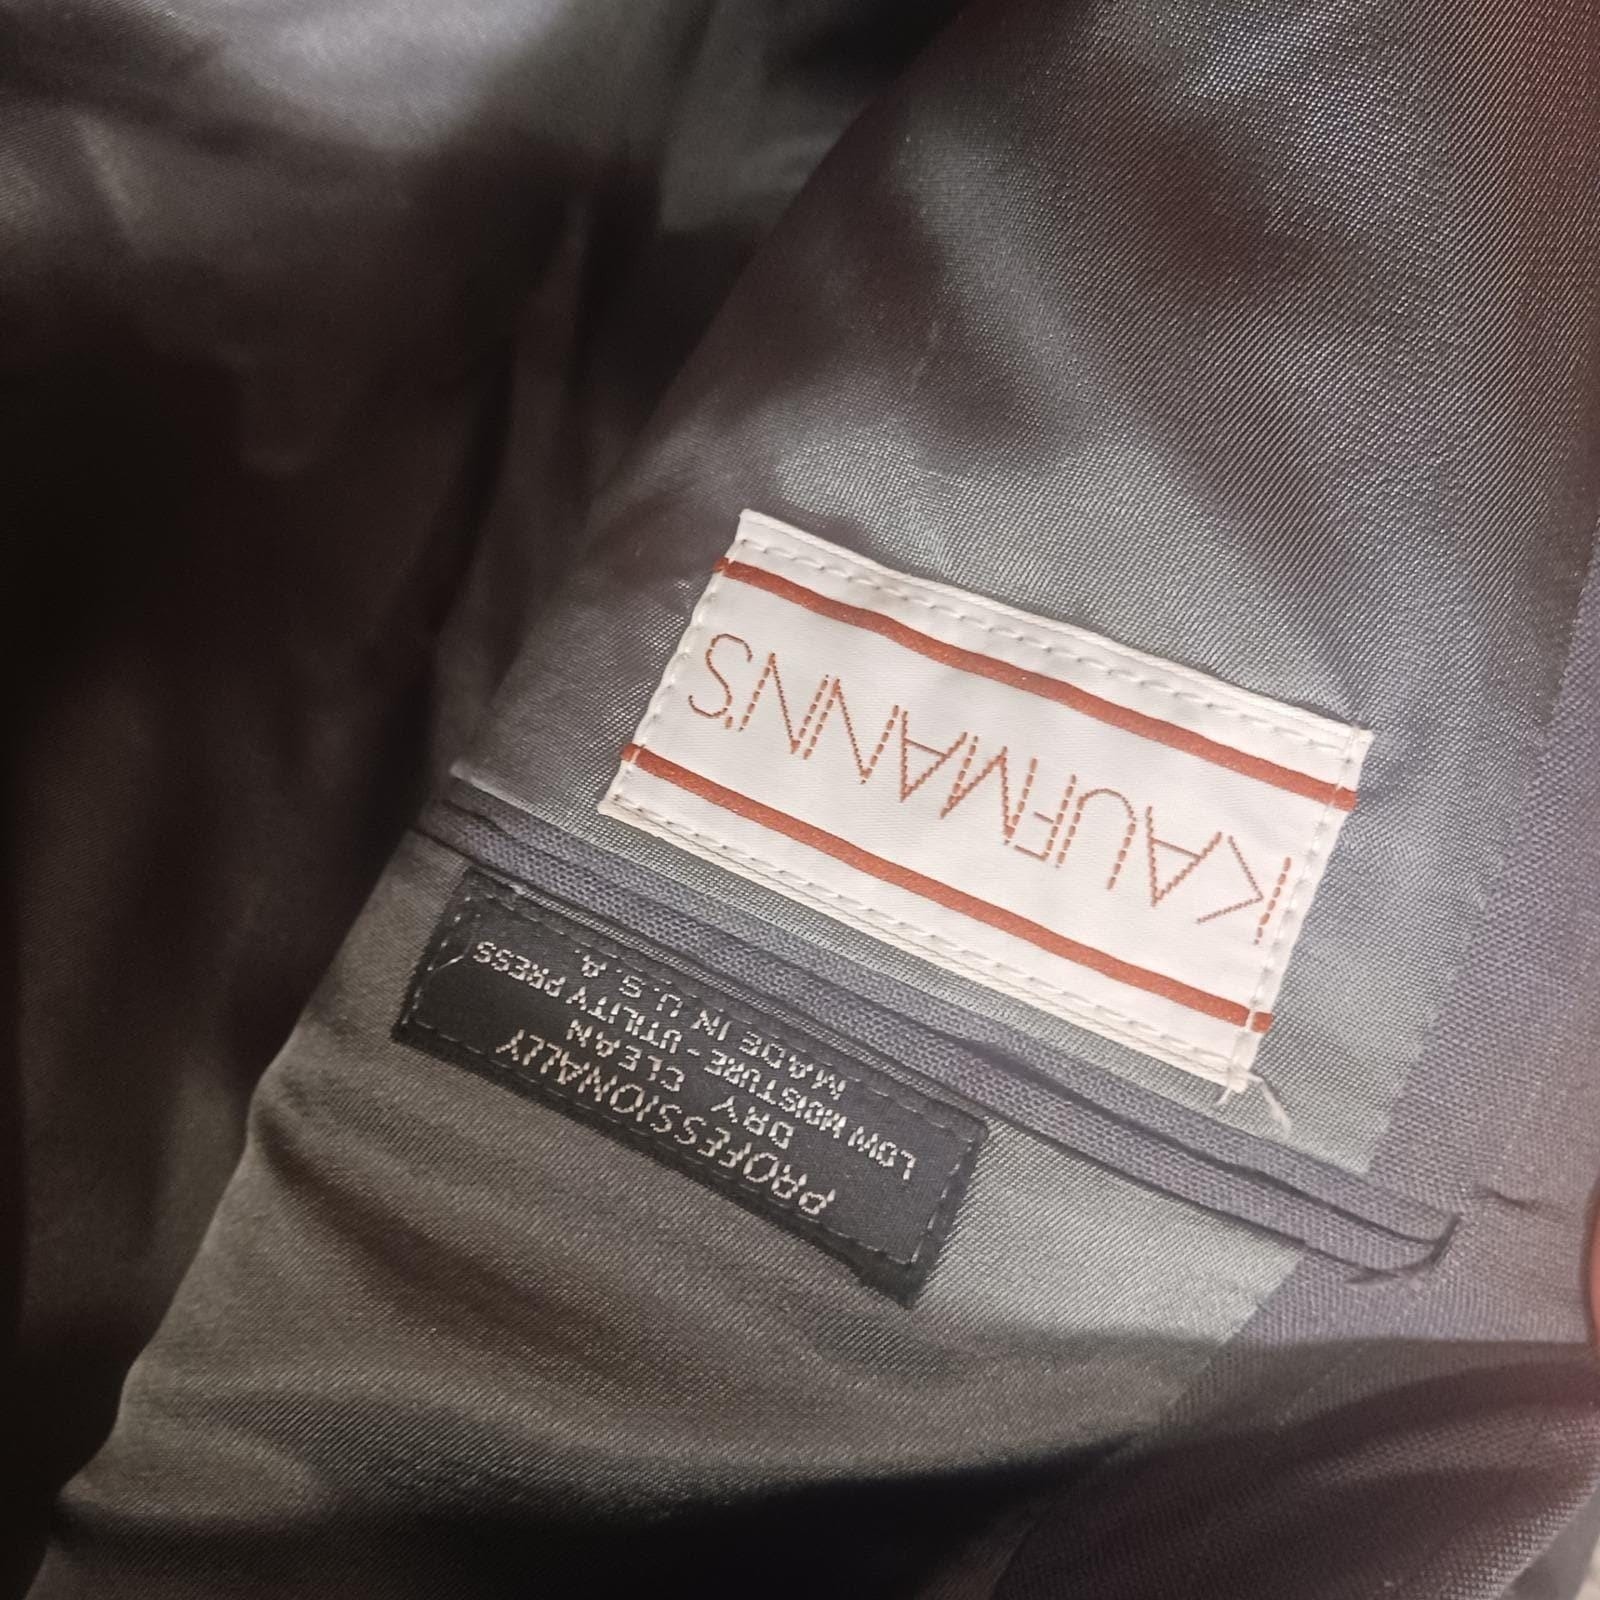 KAUFMANN'S
PROFESSIONALLY
DRY CLEAN
LOW MOISTURE - UTILITY PRESS
MADE IN U.S.A.